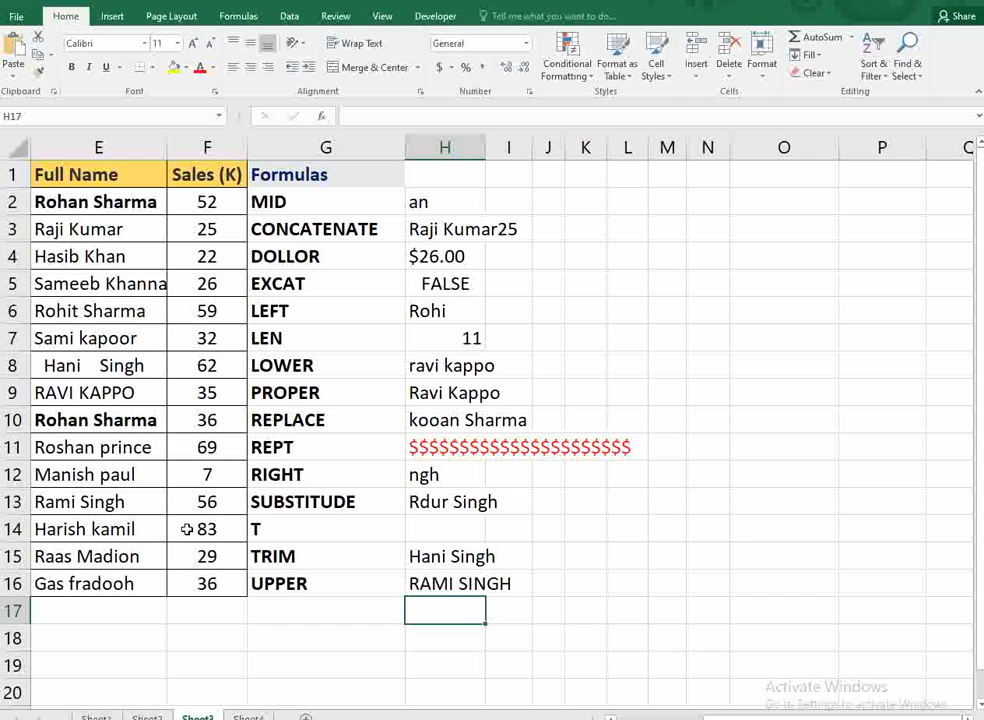 File Home Insert Page Layout Formulas Data Review View Developer Tell me what you want to do... Share
Calibri 11 A A Wrap Text General AutoSum
Paste B I U A Merge & Center $ % Conditional Formatting Format as Table Cell Styles Insert Delete Format Fill Clear Sort & Filter Find & Select
Clipboard Font Alignment Number Styles Cells Editing
H17 fx
E F G H I J K L M N O P Q
1 Full Name Sales (K) Formulas
2 Rohan Sharma 52 MID an
3 Raji Kumar 25 CONCATENATE Raji Kumar25
4 Hasib Khan 22 DOLLOR $26.00
5 Sameeb Khanna 26 EXCAT FALSE
6 Rohit Sharma 59 LEFT Rohi
7 Sami kapoor 32 LEN 11
8 Hani Singh 62 LOWER ravi kappo
9 RAVI KAPPO 35 PROPER Ravi Kappo
10 Rohan Sharma 36 REPLACE kooan Sharma
11 Roshan prince 69 REPT $$$$$$$$$$$$$$$$$$$$$$
12 Manish paul 7 RIGHT ngh
13 Rami Singh 56 SUBSTITUDE Rdur Singh
14 Harish kamil 83 T
15 Raas Madion 29 TRIM Hani Singh
16 Gas fradooh 36 UPPER RAMI SINGH
17
18
19
20
Activate Windows
Go to Settings to activate Windows.
Sheet2 Sheet3 Sheet4